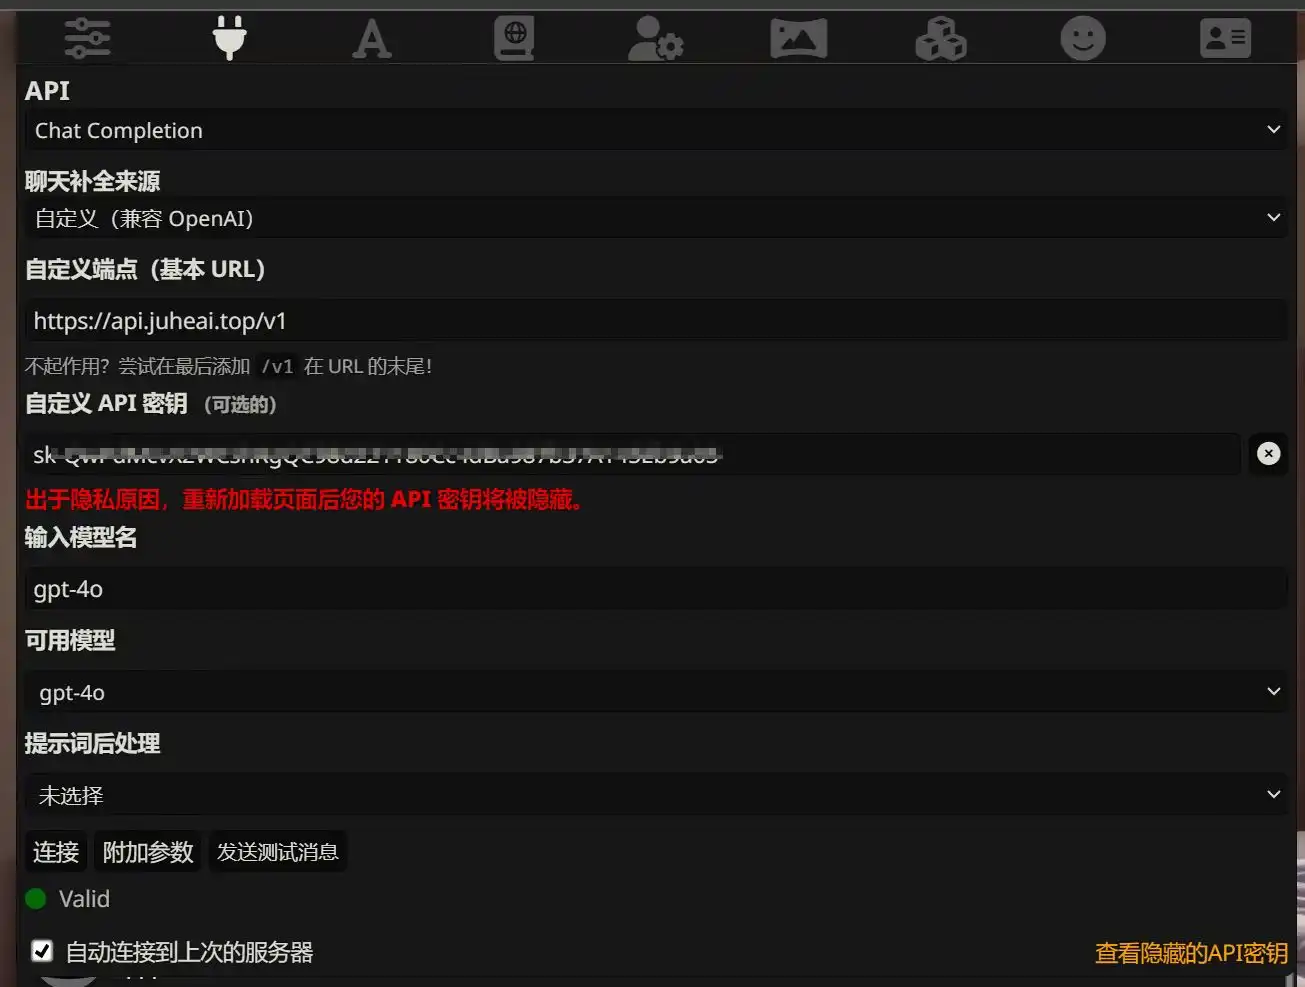 API
Chat Completion
聊天补全来源
自定义（兼容 OpenAI）
自定义端点（基本 URL）
https://api.juheai.top/v1
不起作用？尝试在最后添加 /v1 在 URL 的末尾！
自定义 API 密钥 （可选的）
出于隐私原因，重新加载页面后您的 API 密钥将被隐藏。
输入模型名
gpt-4o
可用模型
gpt-4o
提示词后处理
未选择
连接 附加参数 发送测试消息
Valid
自动连接到上次的服务器 查看隐藏的API密钥